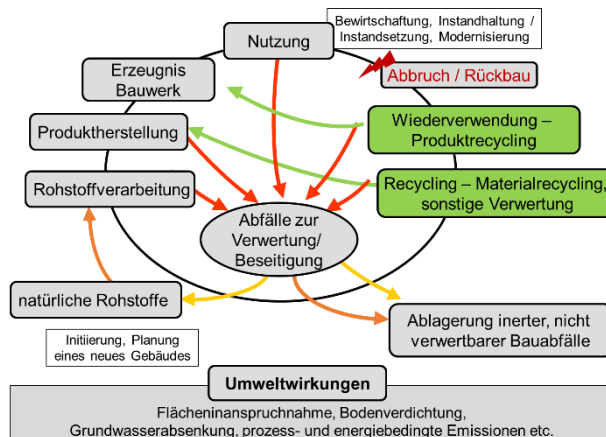 Bewirtschaftung, Instandhaltung /
Instandsetzung, Modernisierung
Nutzung
Abbruch / Rückbau
Erzeugnis
Bauwerk
Wiederverwendung –
Produktrecycling
Produktherstellung
Rohstoffverarbeitung
Recycling – Materialrecycling,
sonstige Verwertung
Abfälle zur
Verwertung/
Beseitigung
natürliche Rohstoffe
Ablagerung inerter, nicht
verwertbarer Bauabfälle
Initiierung, Planung
eines neues Gebäudes
Umweltwirkungen
Flächeninanspruchnahme, Bodenverdichtung,
Grundwasserabsenkung, prozess- und energiebedingte Emissionen etc.